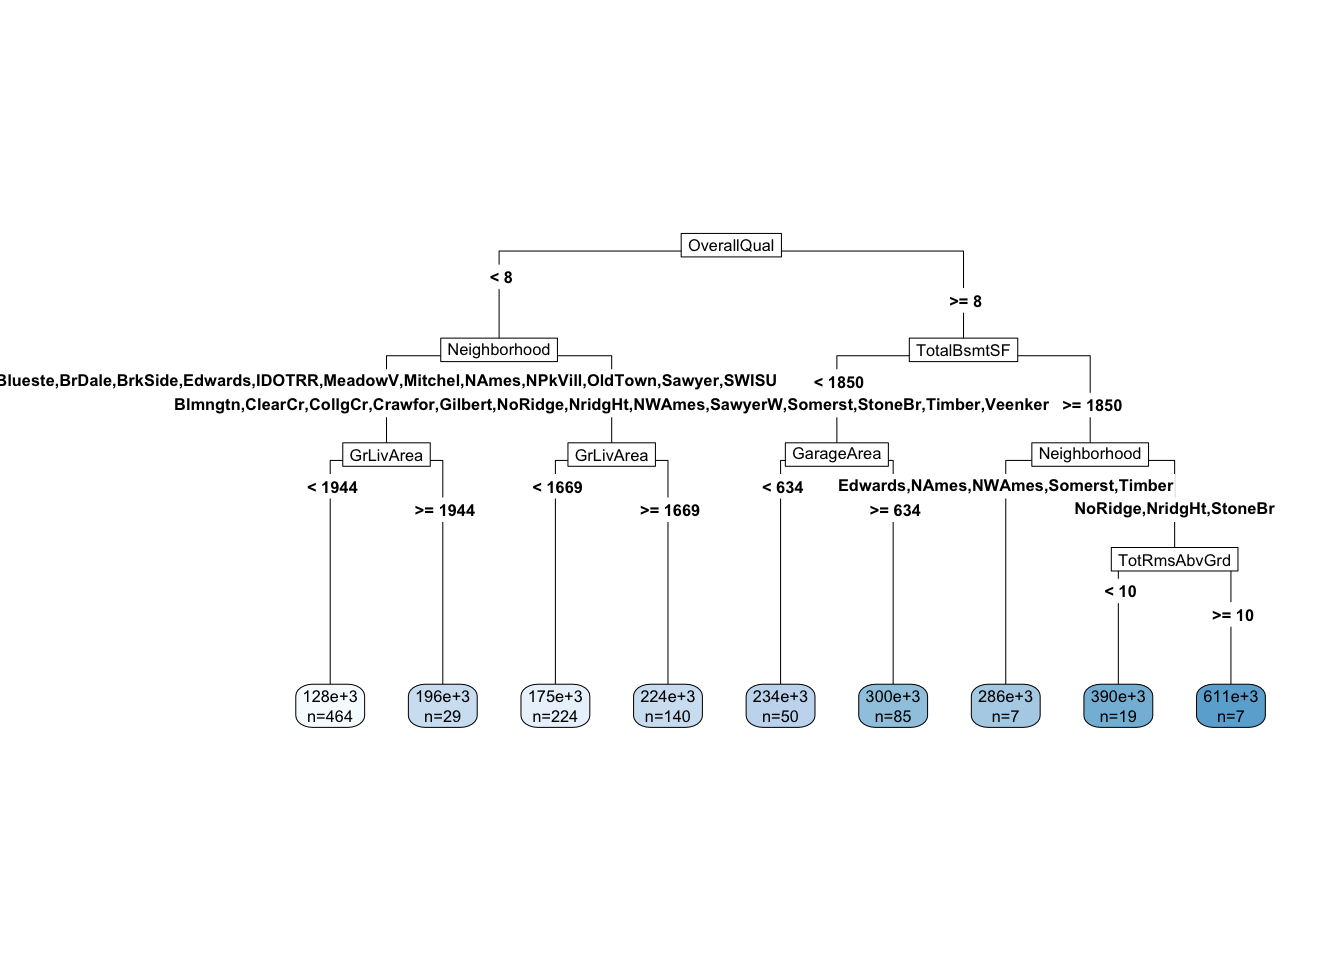 OverallQual
< 8
>= 8
Neighborhood
TotalBsmtSF
Blueste,BrDale,BrkSide,Edwards,IDOTRR,MeadowV,Mitchel,NAmes,NPkVill,OldTown,Sawyer,SWISU
< 1850
Blmngtn,ClearCr,CollgCr,Crawfor,Gilbert,NoRidge,NridgHt,NWAmes,SawyerW,Somerst,StoneBr,Timber,Veenker
>= 1850
GrLivArea
GrLivArea
GarageArea
Neighborhood
< 1944
>= 1944
< 1669
>= 1669
< 634
>= 634
Edwards,NAmes,NWAmes,Somerst,Timber
NoRidge,NridgHt,StoneBr
TotRmsAbvGrd
< 10
>= 10
128e+3
n=464
196e+3
n=29
175e+3
n=224
224e+3
n=140
234e+3
n=50
300e+3
n=85
286e+3
n=7
390e+3
n=19
611e+3
n=7